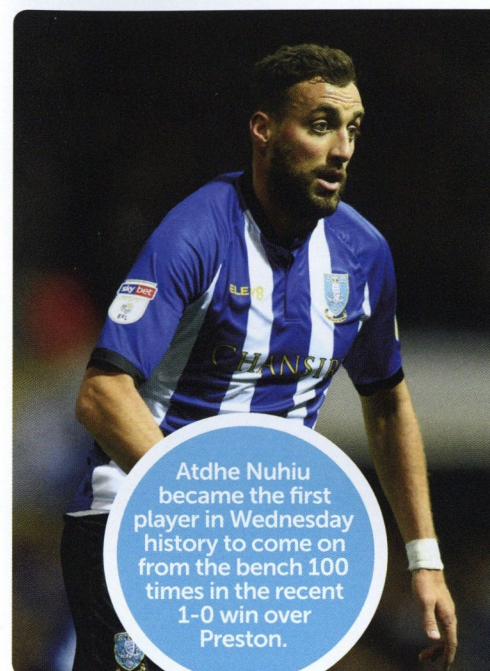 sky bet
EFL
ELEV8
CHANSIR
Atdhe Nuhiu
became the first
player in Wednesday
history to come on
from the bench 100
times in the recent
1-0 win over
Preston.